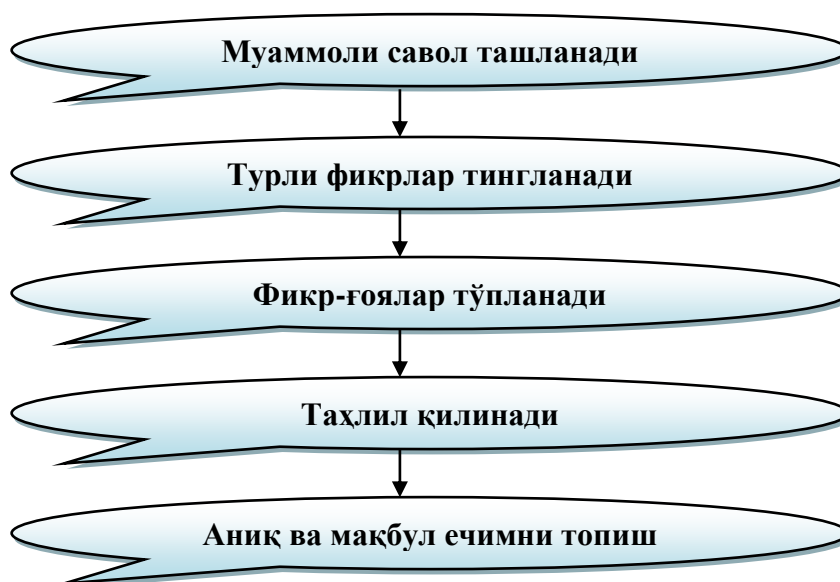 Муаммоли савол ташланади
Турли фикрлар тингланади
Фикр-ғоялар тўпланади
Таҳлил қилинади
Аниқ ва мақбул ечимни топиш